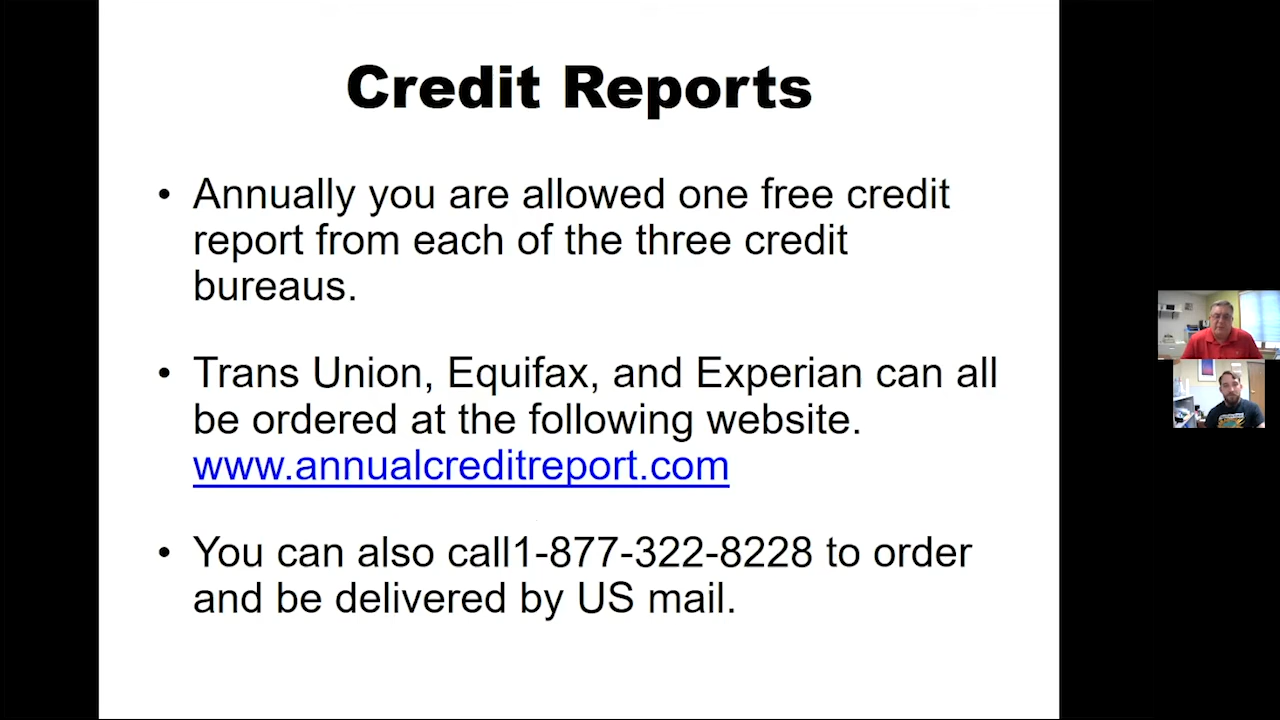 Credit Reports
• Annually you are allowed one free credit
report from each of the three credit
bureaus.
• Trans Union, Equifax, and Experian can all
be ordered at the following website.
www.annualcreditreport.com
• You can also call1-877-322-8228 to order
and be delivered by US mail.